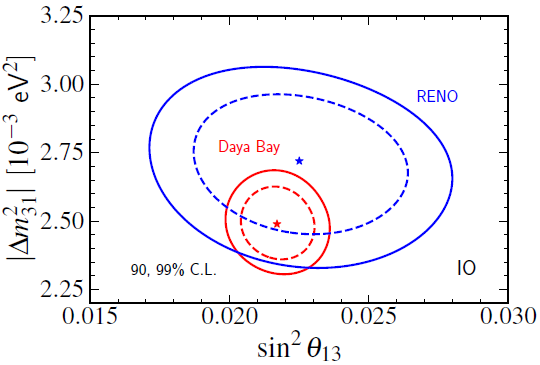 3.25
3.00
2.75
2.50
2.25
|Δm²₃₁| [10⁻³ eV²]
RENO
Daya Bay
90, 99% C.L.
IO
0.015
0.020
0.025
0.030
sin² θ₁₃